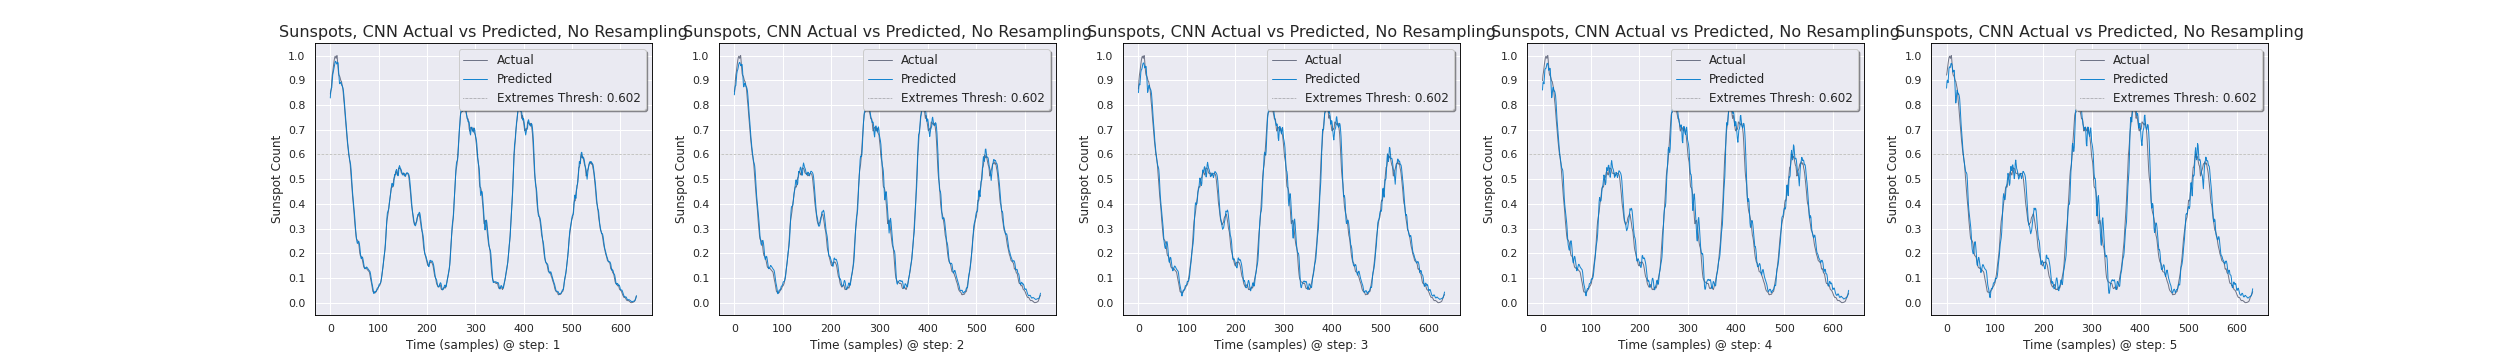 Sunspots, CNN Actual vs Predicted, No Resampling
1.0
0.9
0.8
0.7
0.6
0.5
0.4
0.3
0.2
0.1
0.0
Sunspot Count
Actual
Predicted
Extremes Thresh: 0.602
0 100 200 300 400 500 600
Time (samples) @ step: 1
Sunspots, CNN Actual vs Predicted, No Resampling
1.0
0.9
0.8
0.7
0.6
0.5
0.4
0.3
0.2
0.1
0.0
Sunspot Count
Actual
Predicted
Extremes Thresh: 0.602
0 100 200 300 400 500 600
Time (samples) @ step: 2
Sunspots, CNN Actual vs Predicted, No Resampling
1.0
0.9
0.8
0.7
0.6
0.5
0.4
0.3
0.2
0.1
0.0
Sunspot Count
Actual
Predicted
Extremes Thresh: 0.602
0 100 200 300 400 500 600
Time (samples) @ step: 3
Sunspots, CNN Actual vs Predicted, No Resampling
1.0
0.9
0.8
0.7
0.6
0.5
0.4
0.3
0.2
0.1
0.0
Sunspot Count
Actual
Predicted
Extremes Thresh: 0.602
0 100 200 300 400 500 600
Time (samples) @ step: 4
Sunspots, CNN Actual vs Predicted, No Resampling
1.0
0.9
0.8
0.7
0.6
0.5
0.4
0.3
0.2
0.1
0.0
Sunspot Count
Actual
Predicted
Extremes Thresh: 0.602
0 100 200 300 400 500 600
Time (samples) @ step: 5